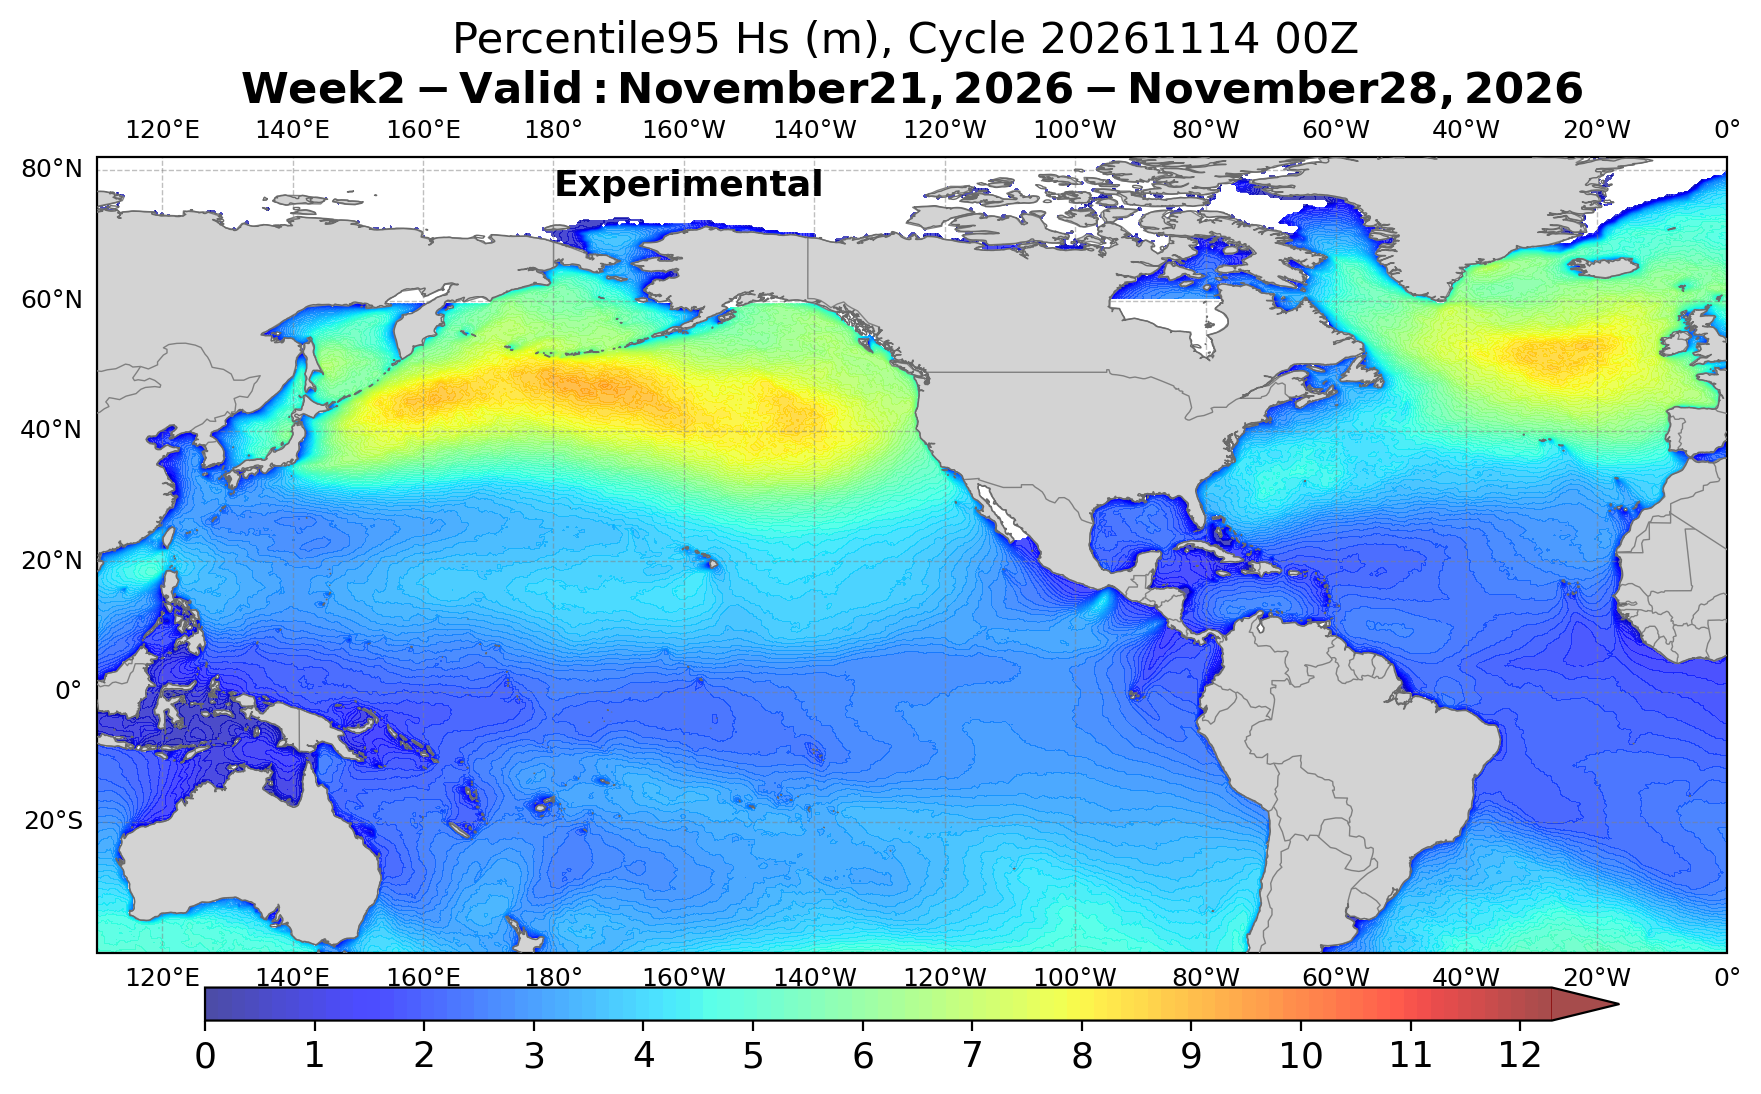 Percentile95 Hs (m), Cycle 20261114 00Z
Week2 − Valid : November21, 2026 − November28, 2026
120°E 140°E 160°E 180° 160°W 140°W 120°W 100°W 80°W 60°W 40°W 20°W 0°
80°N
Experimental
60°N
40°N
20°N
0°
20°S
120°E 140°E 160°E 180° 160°W 140°W 120°W 100°W 80°W 60°W 40°W 20°W 0°
0 1 2 3 4 5 6 7 8 9 10 11 12